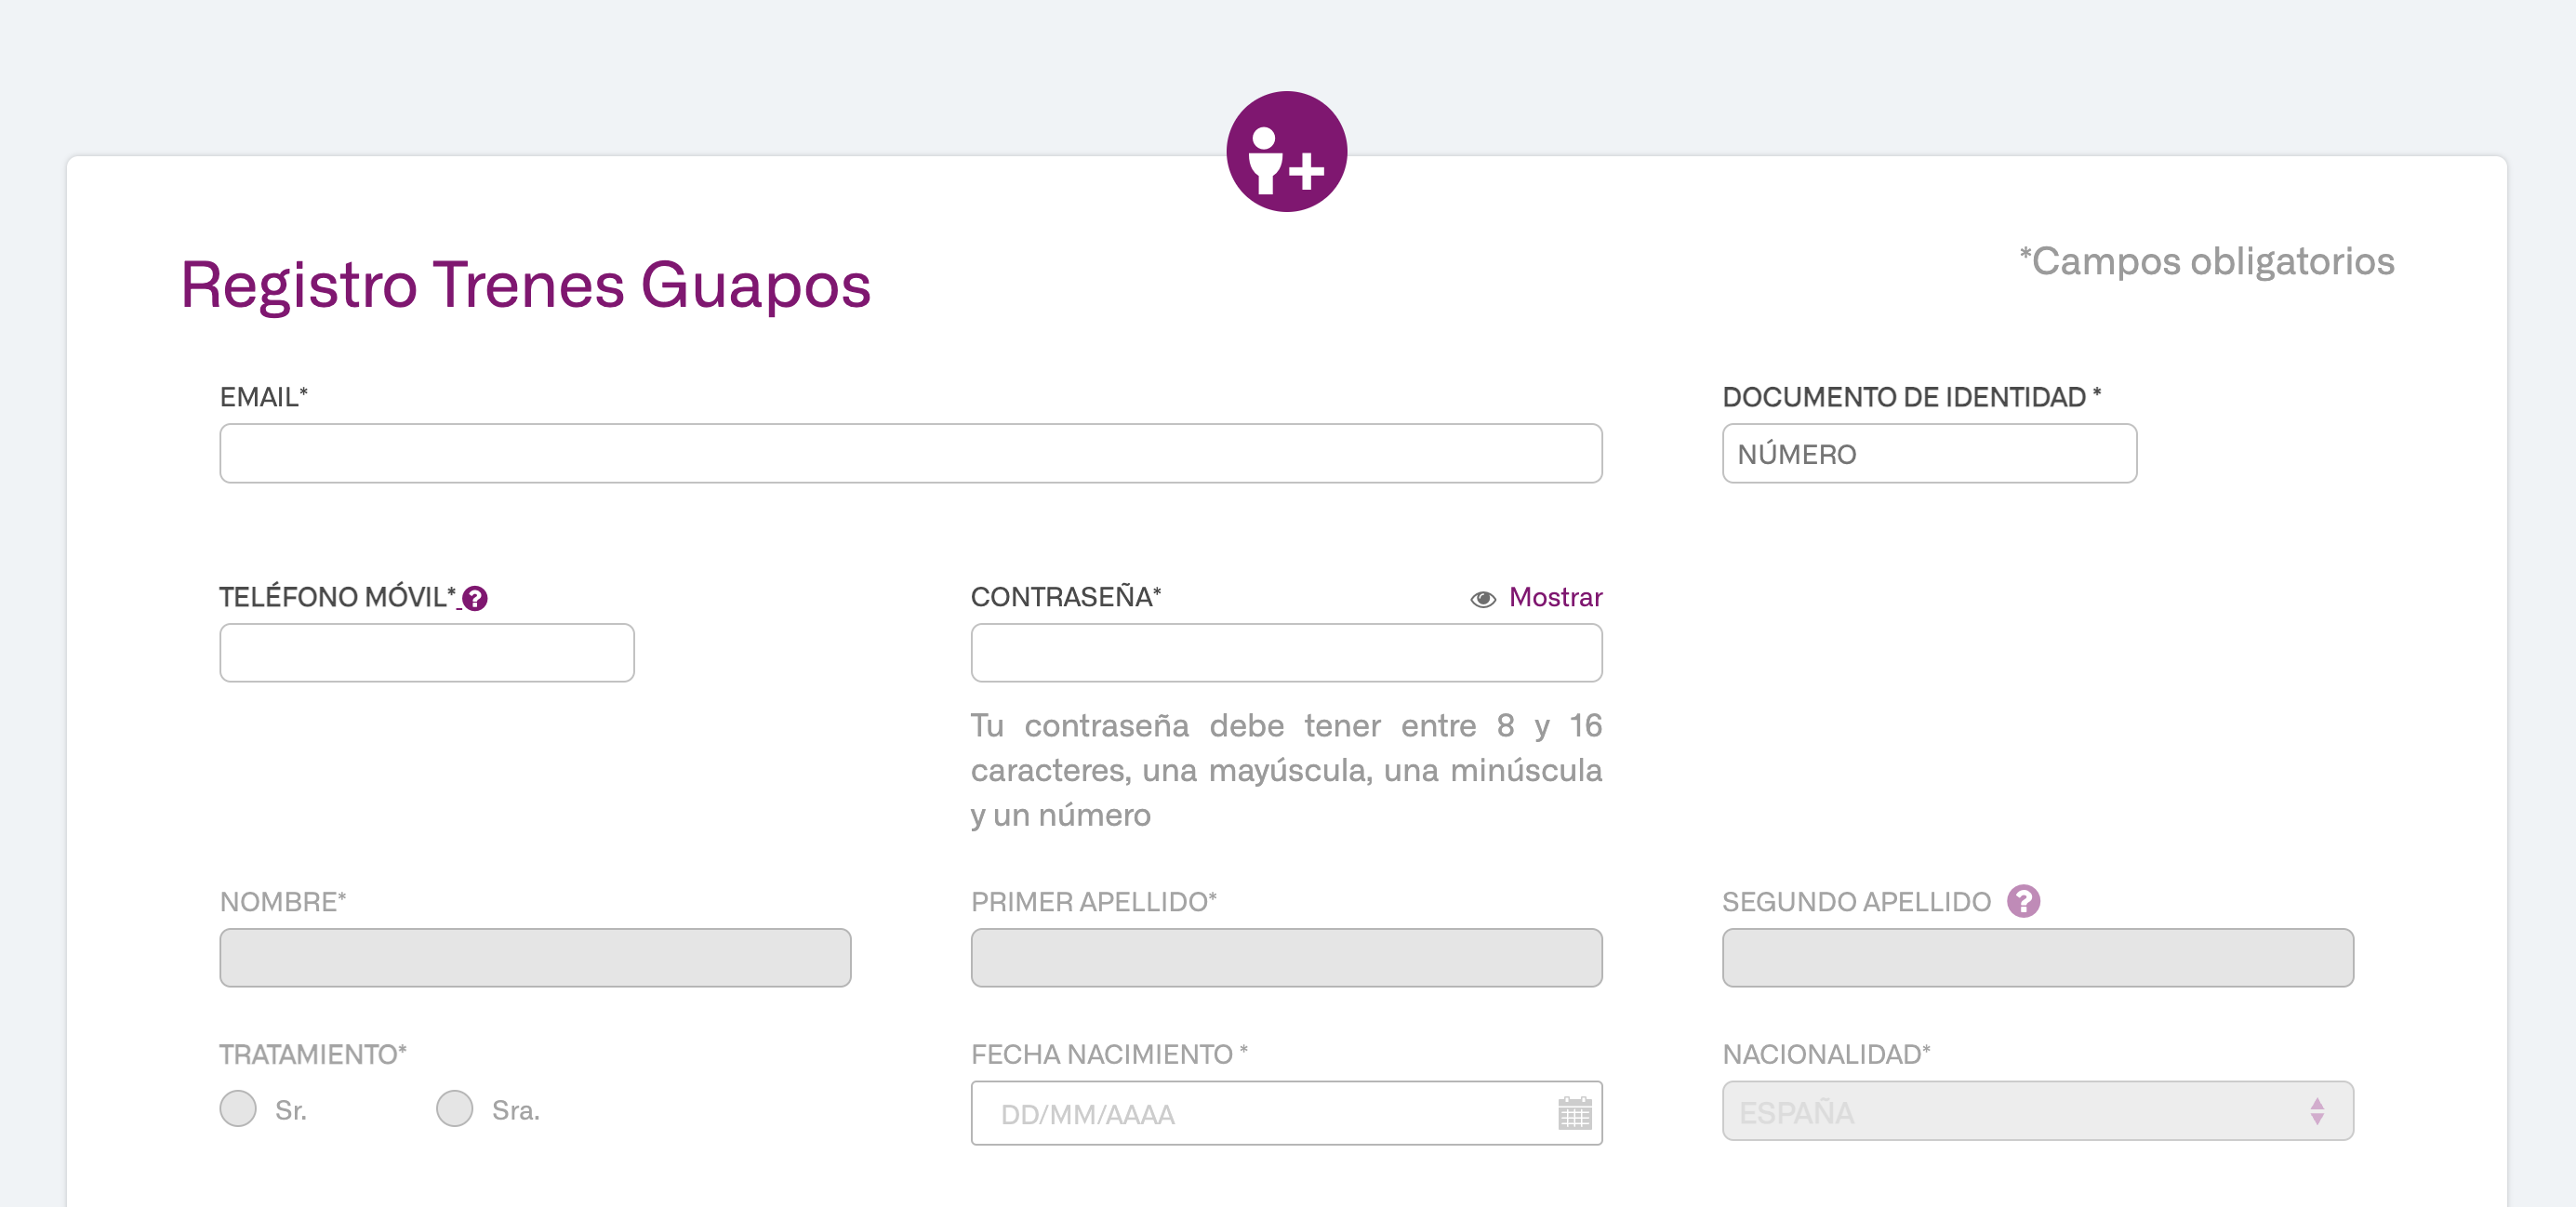 Registro Trenes Guapos
*Campos obligatorios
EMAIL*
DOCUMENTO DE IDENTIDAD *
NÚMERO
TELÉFONO MÓVIL* ?
CONTRASEÑA*
Mostrar
Tu contraseña debe tener entre 8 y 16
caracteres, una mayúscula, una minúscula
y un número
NOMBRE*
PRIMER APELLIDO*
SEGUNDO APELLIDO ?
TRATAMIENTO*
Sr.
Sra.
FECHA NACIMIENTO *
DD/MM/AAAA
NACIONALIDAD*
ESPAÑA